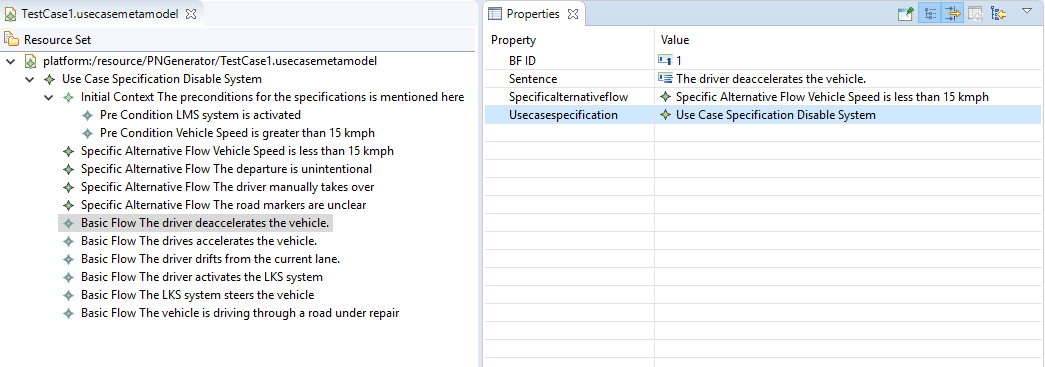 TestCase1.usecasemetamodel
Resource Set
platform:/resource/PNGenerator/TestCase1.usecasemetamodel
Use Case Specification Disable System
Initial Context The preconditions for the specifications is mentioned here
Pre Condition LMS system is activated
Pre Condition Vehicle Speed is greater than 15 kmph
Specific Alternative Flow Vehicle Speed is less than 15 kmph
Specific Alternative Flow The departure is unintentional
Specific Alternative Flow The driver manually takes over
Specific Alternative Flow The road markers are unclear
Basic Flow The driver deaccelerates the vehicle.
Basic Flow The drives accelerates the vehicle.
Basic Flow The driver drifts from the current lane.
Basic Flow The driver activates the LKS system
Basic Flow The LKS system steers the vehicle
Basic Flow The vehicle is driving through a road under repair
Properties
Property Value
BF ID 1
Sentence The driver deaccelerates the vehicle.
Specificalternativeflow Specific Alternative Flow Vehicle Speed is less than 15 kmph
Usecasespecification Use Case Specification Disable System